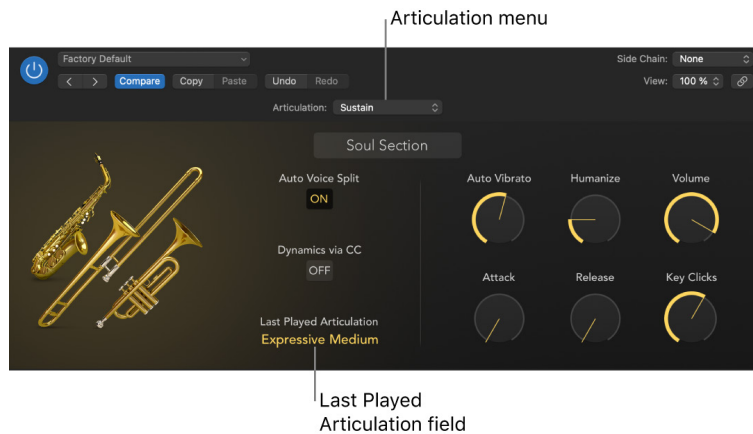 Articulation menu
Factory Default
Side Chain: None
Compare Copy Paste Undo Redo
View: 100 %
Articulation: Sustain
Soul Section
Auto Voice Split
ON
Auto Vibrato Humanize Volume
Dynamics via CC
OFF
Attack Release Key Clicks
Last Played Articulation
Expressive Medium
Last Played
Articulation field